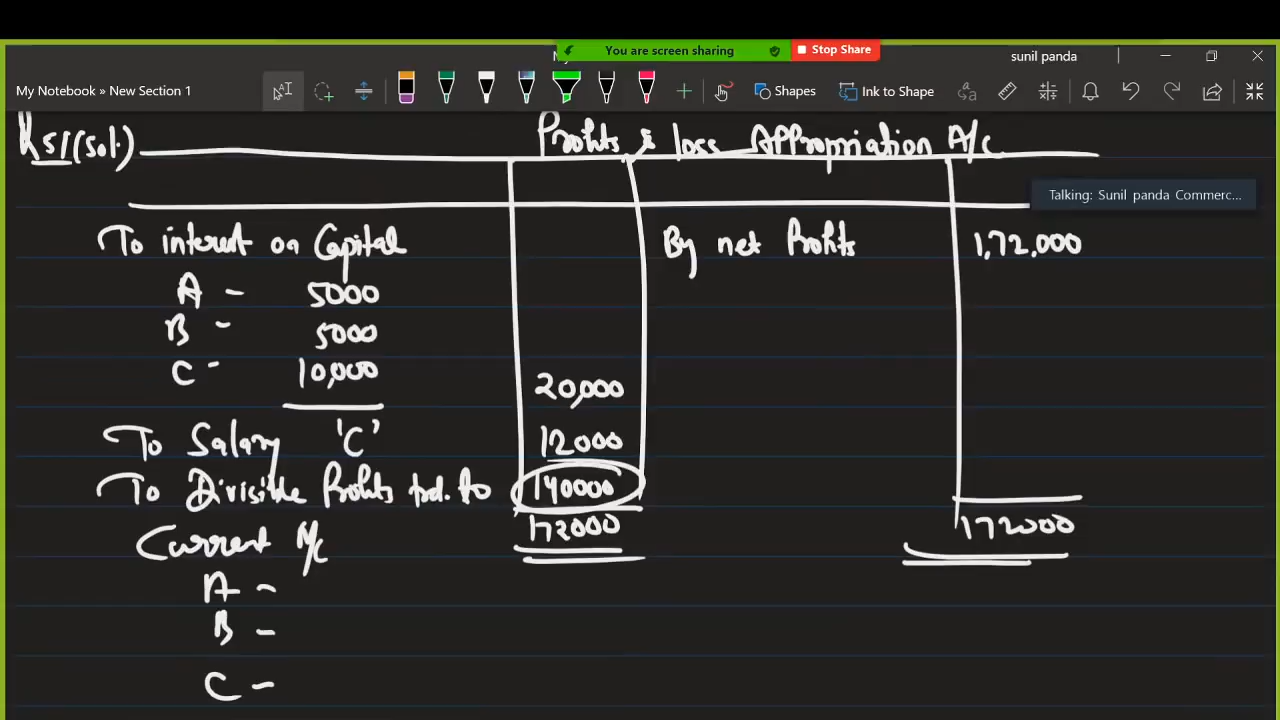 You are screen sharing
Stop Share
sunil panda
My Notebook » New Section 1
Shapes
Ink to Shape
(Sol.)
Profits & loss Appropriation A/C
Talking: Sunil panda Commerc...
To interest on Capital
By net Profits 1,72,000
A - 5000
B - 5000
C - 10,000
20,000
To Salary 'C' 12000
To Divisible Profits trd. to 140000
Current A/c 172000 172000
A -
B -
C -